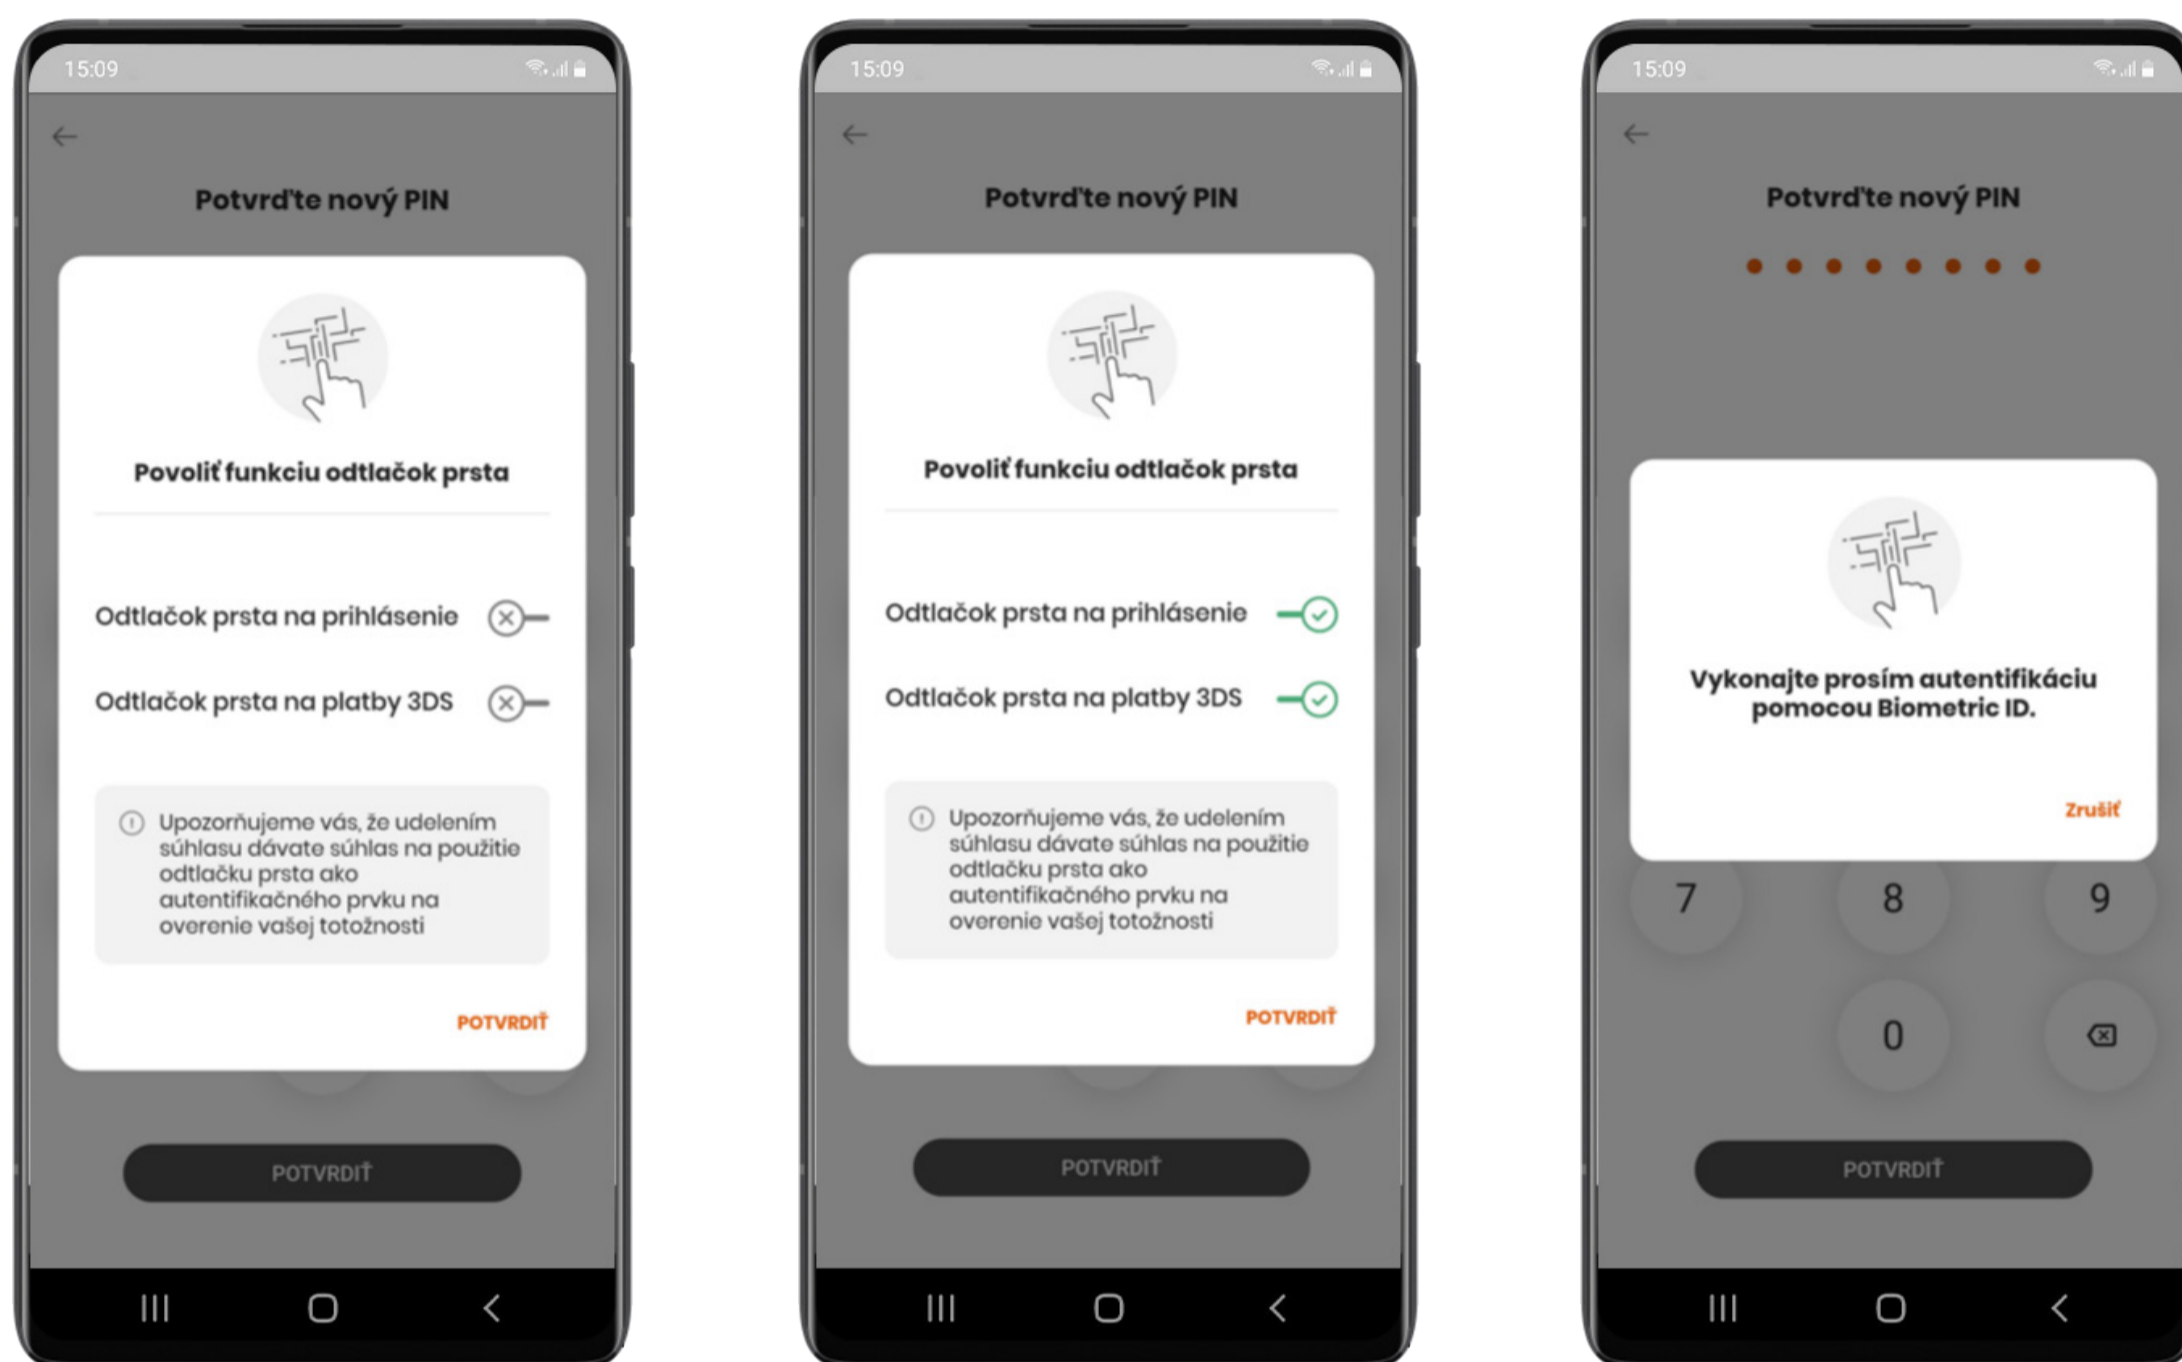 15:09
Potvrďte nový PIN
Povoliť funkciu odtlačok prsta
Odtlačok prsta na prihlásenie
Odtlačok prsta na platby 3DS
Upozorňujeme vás, že udelením
súhlasu dávate súhlas na použitie
odtlačku prsta ako
autentifikačného prvku na
overenie vašej totožnosti
POTVRDIŤ
POTVRDIŤ
15:09
Potvrďte nový PIN
Povoliť funkciu odtlačok prsta
Odtlačok prsta na prihlásenie
Odtlačok prsta na platby 3DS
Upozorňujeme vás, že udelením
súhlasu dávate súhlas na použitie
odtlačku prsta ako
autentifikačného prvku na
overenie vašej totožnosti
POTVRDIŤ
POTVRDIŤ
15:09
Potvrďte nový PIN
Vykonajte prosím autentifikáciu
pomocou Biometric ID.
Zrušiť
7 8 9
0
POTVRDIŤ